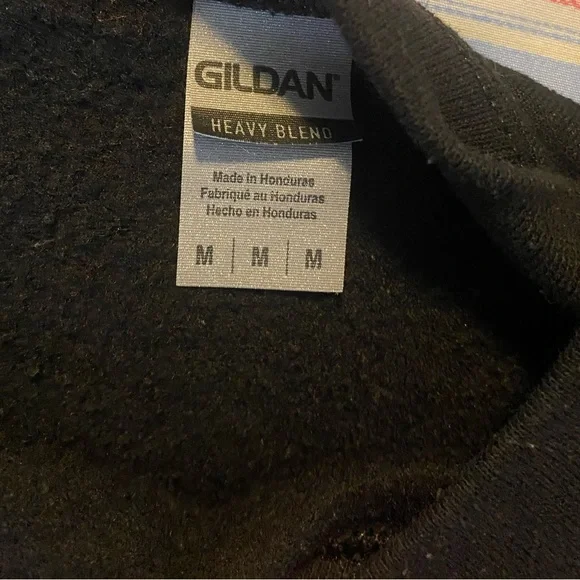 GILDAN
HEAVY BLEND
Made in Honduras
Fabriqué au Honduras
Hecho en Honduras
M | M | M